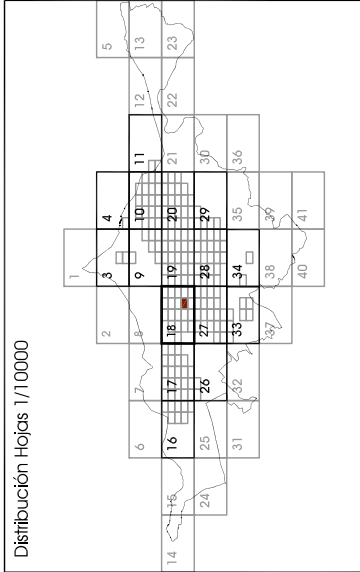 Distribución Hojas 1/10000
1
2 3 4 5
6 7 8 9 10 11 12 13
14 15 16 17 18 19 20 21 22 23
24 25 26 27 28 29 30
31 32 33 34 35 36
37 38 39
40 41